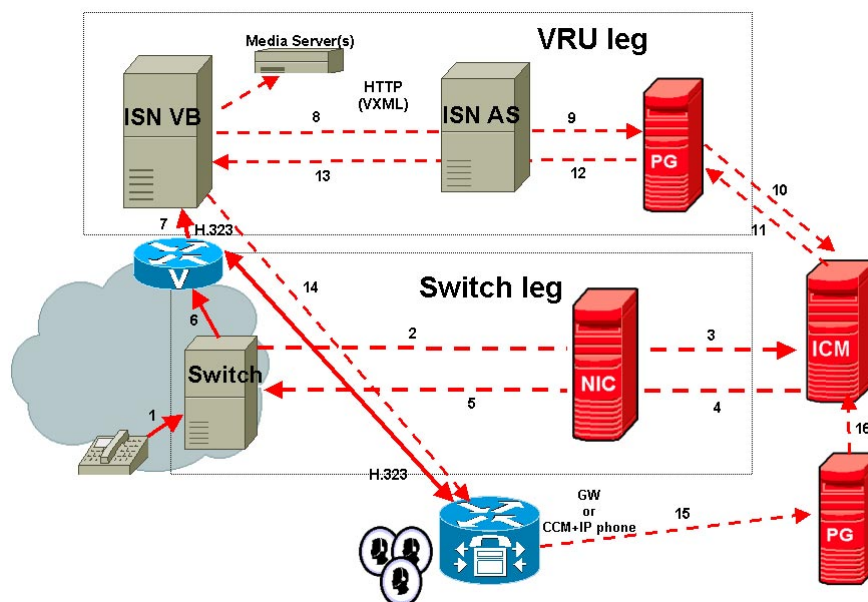 Media Server(s)
VRU leg
HTTP
(VXML)
ISN VB
8
ISN AS
9
PG
13
12
10
11
7
H.323
V
14
Switch leg
6
2
3
ICM
Switch
NIC
5
4
1
16
H.323
GW
or
CCM+IP phone
15
PG